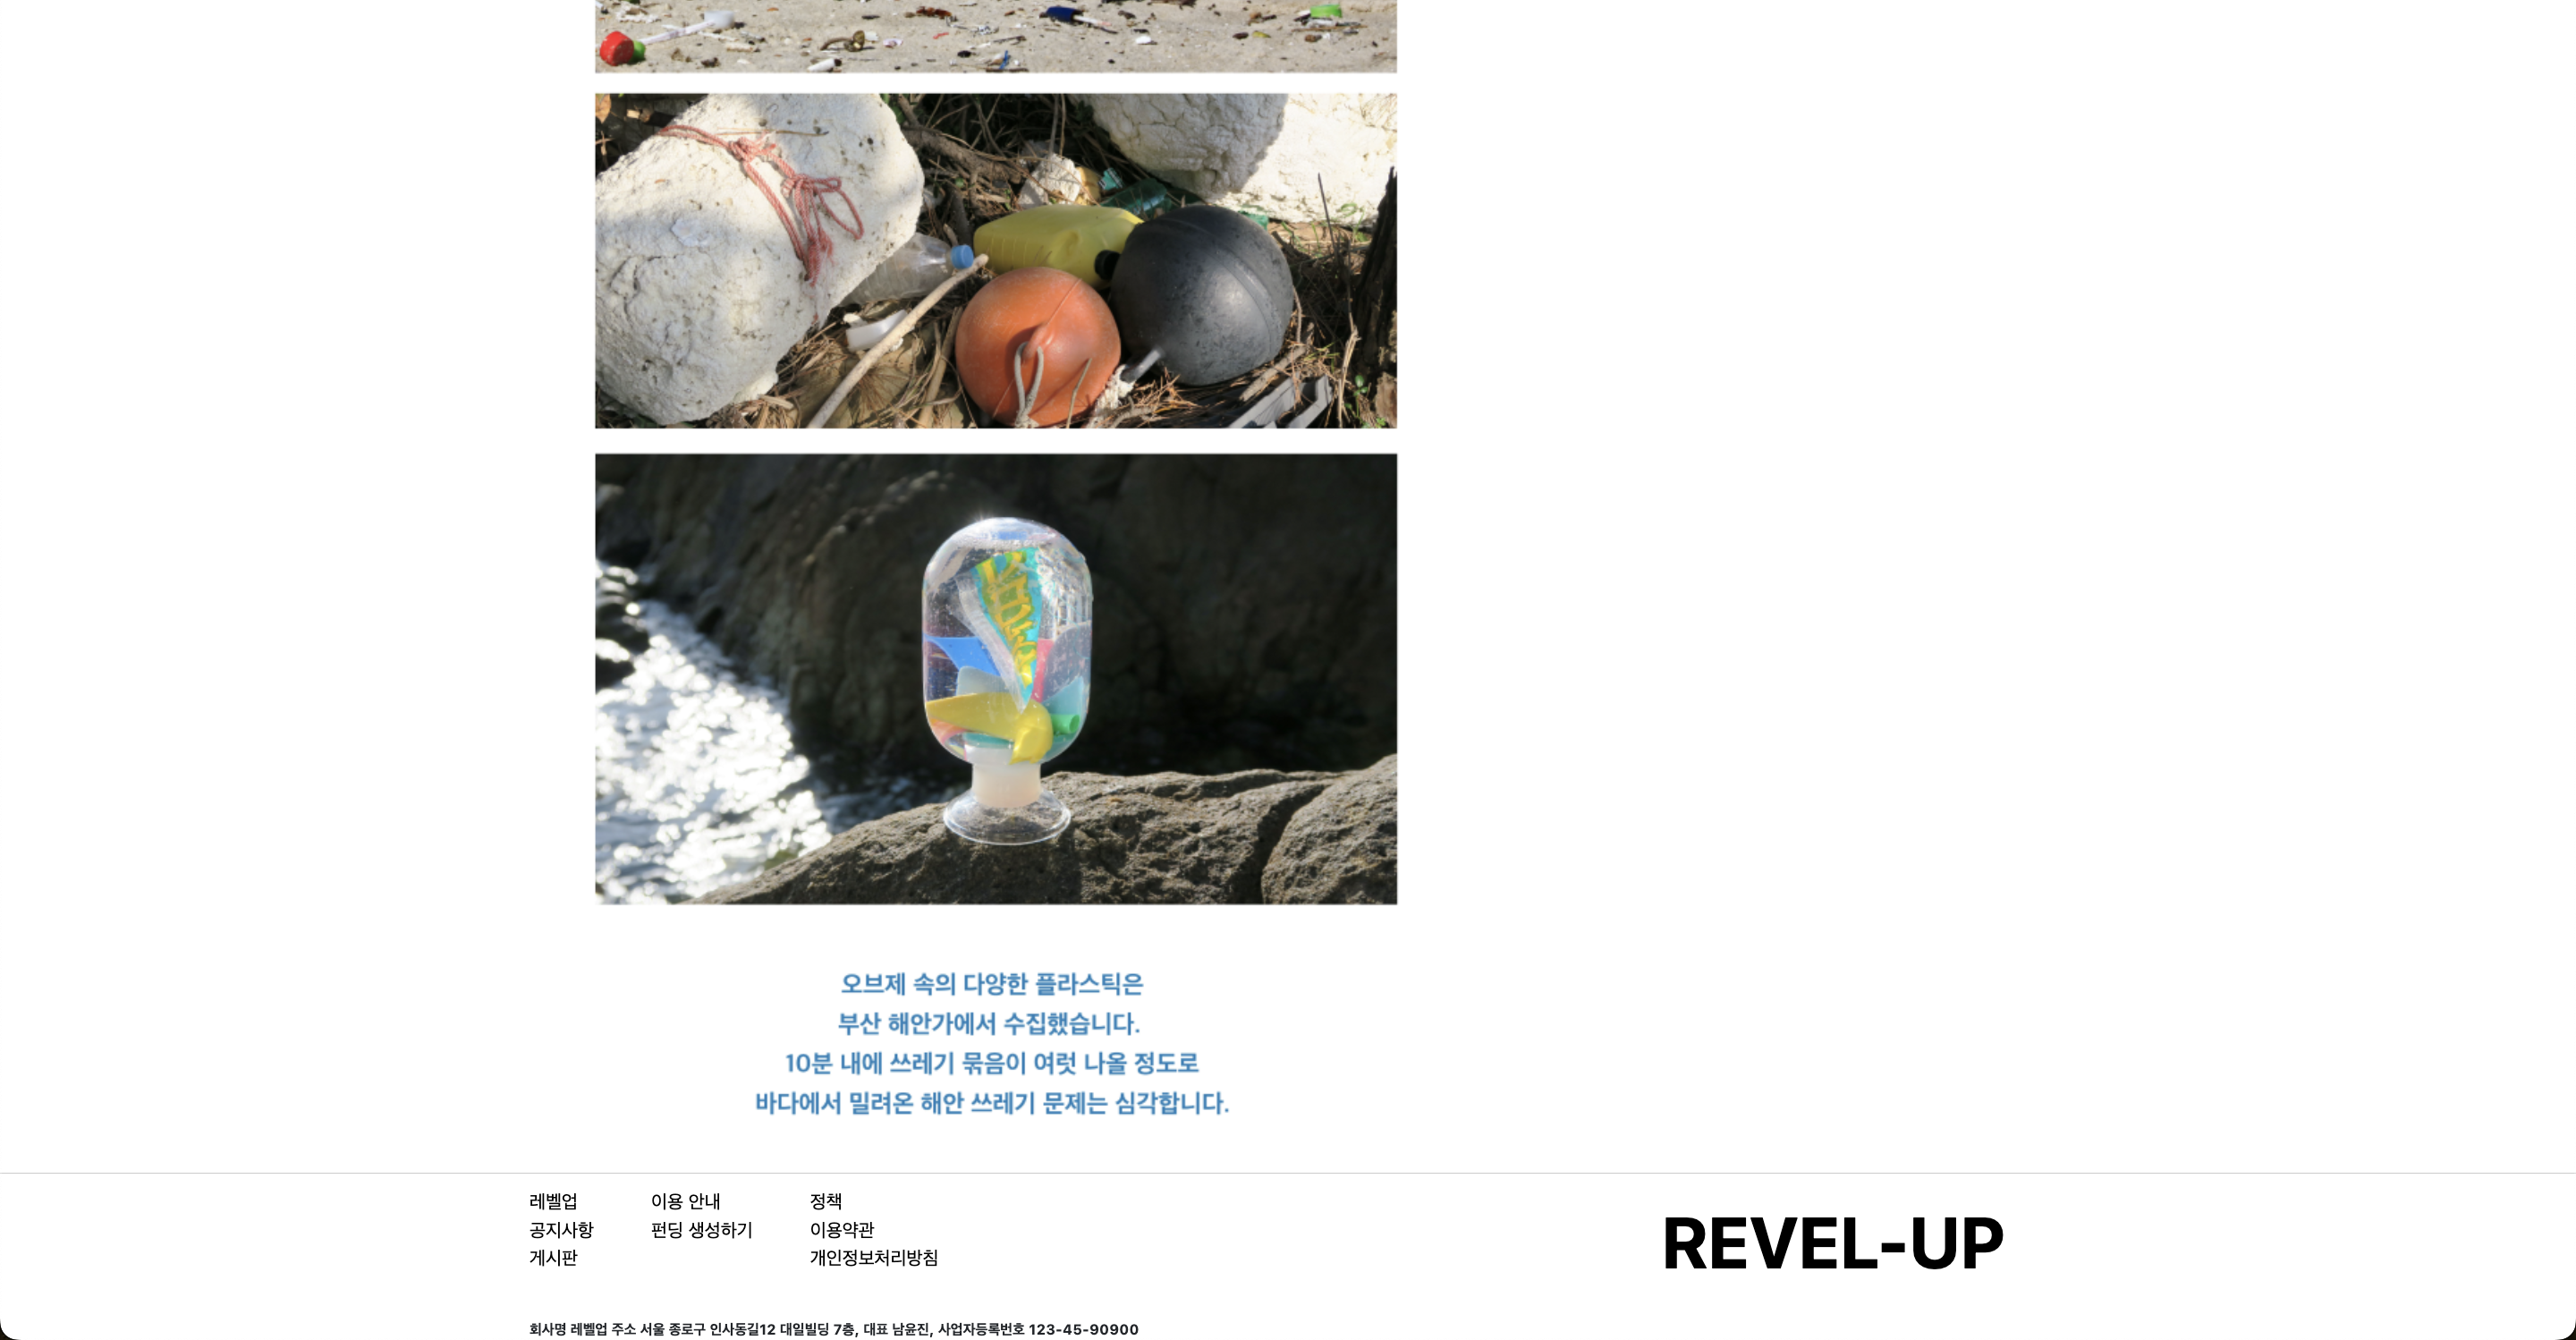 오브제 속의 다양한 플라스틱은
부산 해안가에서 수집했습니다.
10분 내에 쓰레기 묶음이 여럿 나올 정도로
바다에서 밀려온 해안 쓰레기 문제는 심각합니다.
레벨업
공지사항
게시판
이용 안내
펀딩 생성하기
정책
이용약관
개인정보처리방침
REVEL-UP
회사명 레벨업 주소 서울 종로구 인사동길12 대일빌딩 7층, 대표 남윤진, 사업자등록번호 123-45-90900